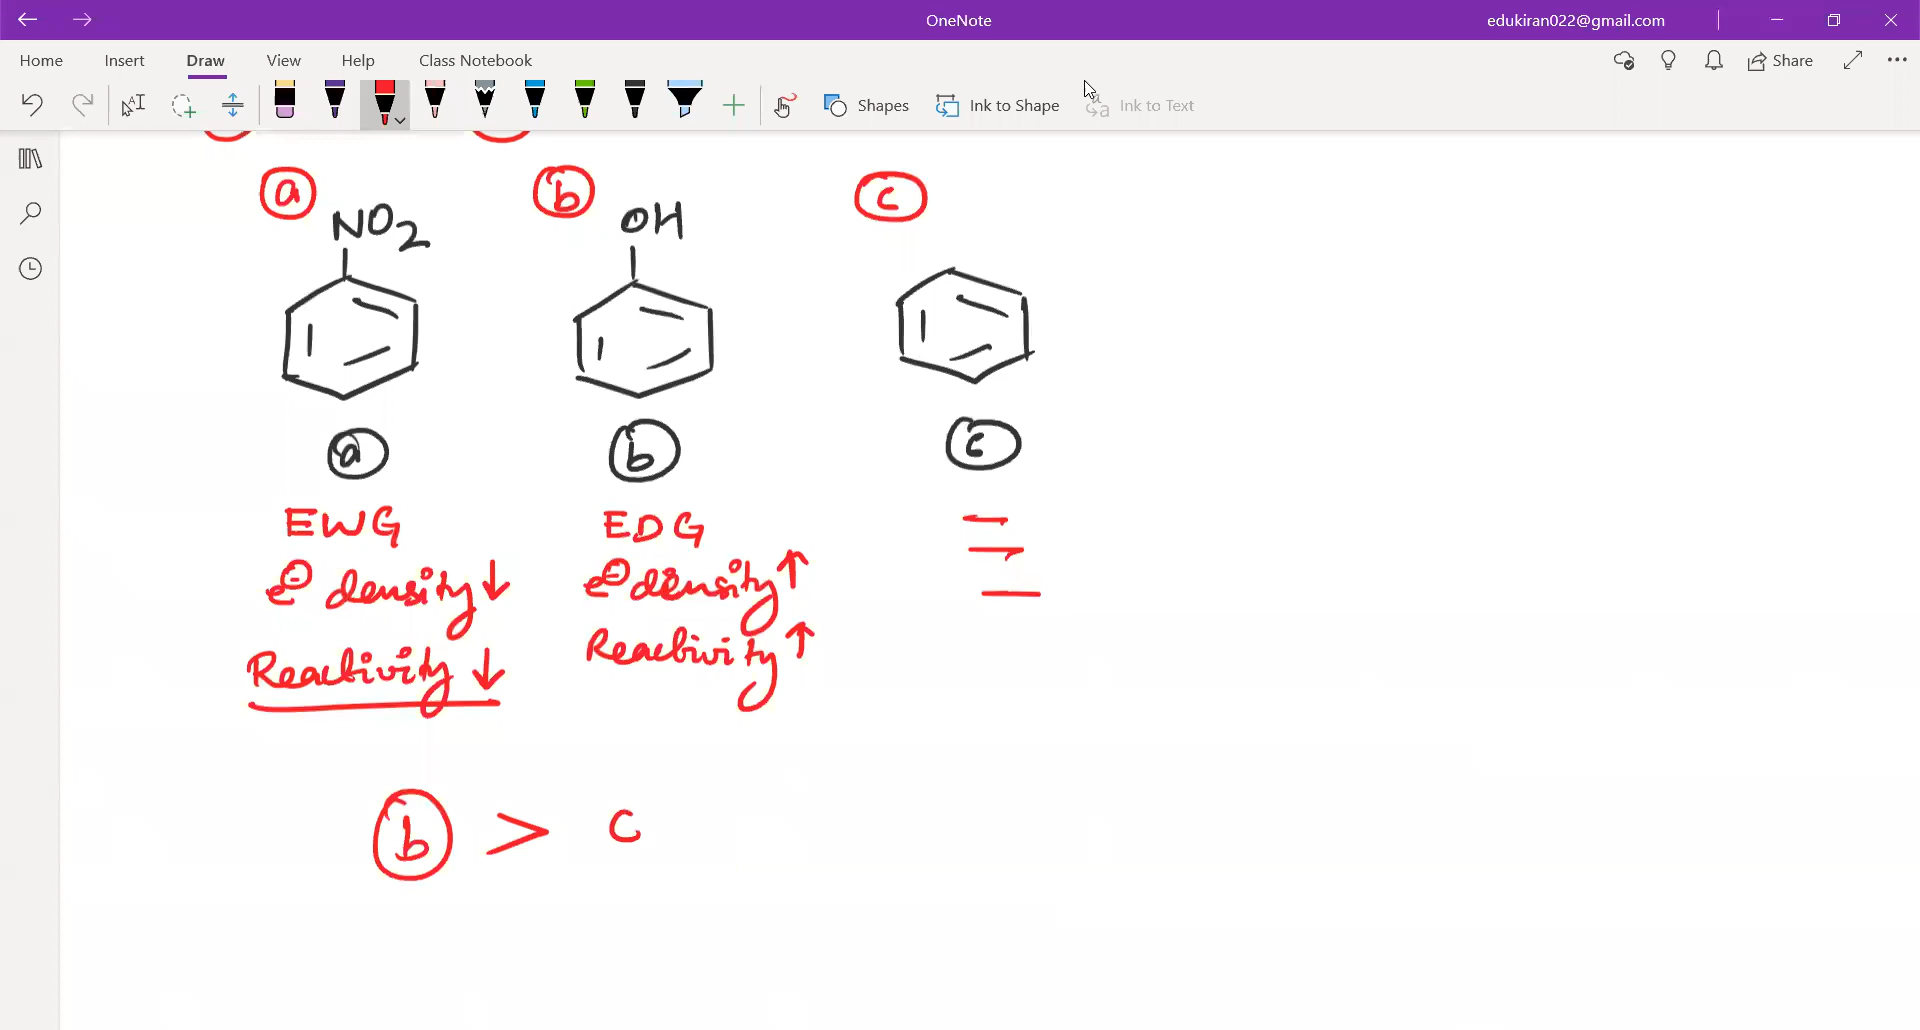 OneNote
edukiran022@gmail.com
Home Insert Draw View Help Class Notebook
Share
Shapes Ink to Shape Ink to Text
a b c
NO2 OH
a b c
EWG EDG
e⊖ density↓ e⊖ density↑
Reactivity ↓ Reactivity ↑
b > c